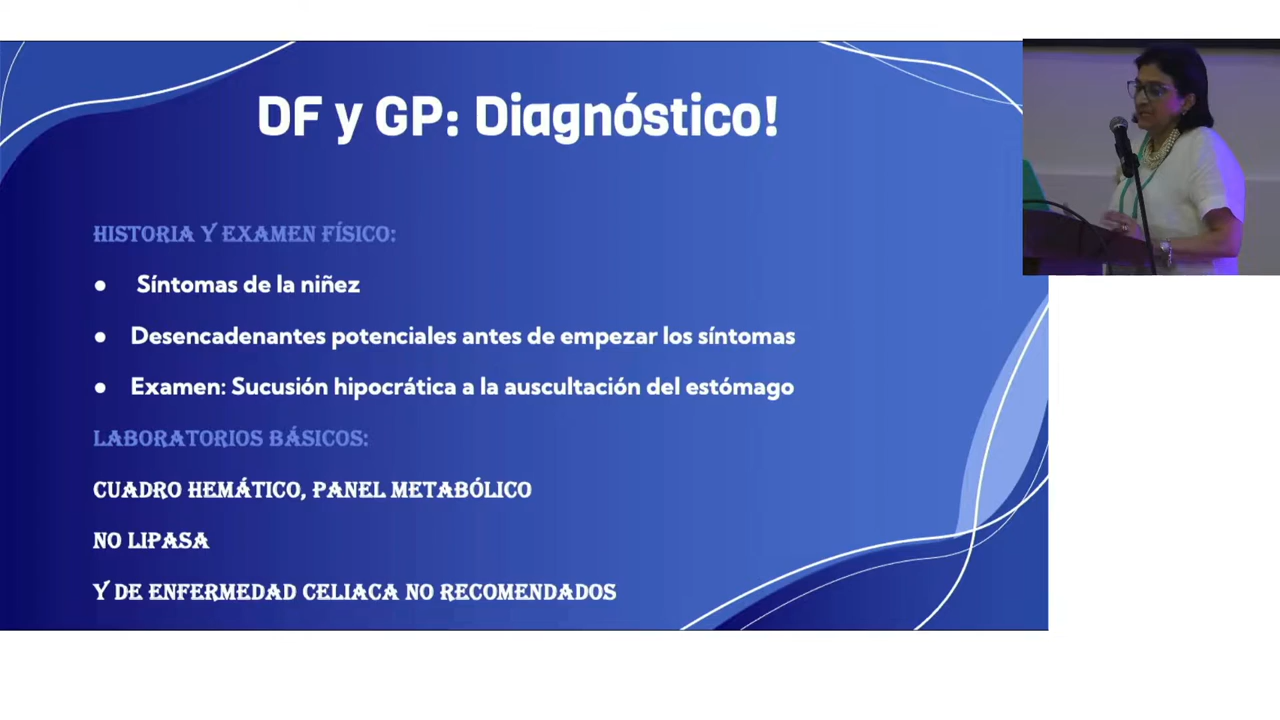 DF y GP: Diagnóstico!
HISTORIA Y EXAMEN FÍSICO:
● Síntomas de la niñez
● Desencadenantes potenciales antes de empezar los síntomas
● Examen: Sucusión hipocrática a la auscultación del estómago
LABORATORIOS BÁSICOS:
CUADRO HEMÁTICO, PANEL METABÓLICO
NO LIPASA
Y DE ENFERMEDAD CELIACA NO RECOMENDADOS